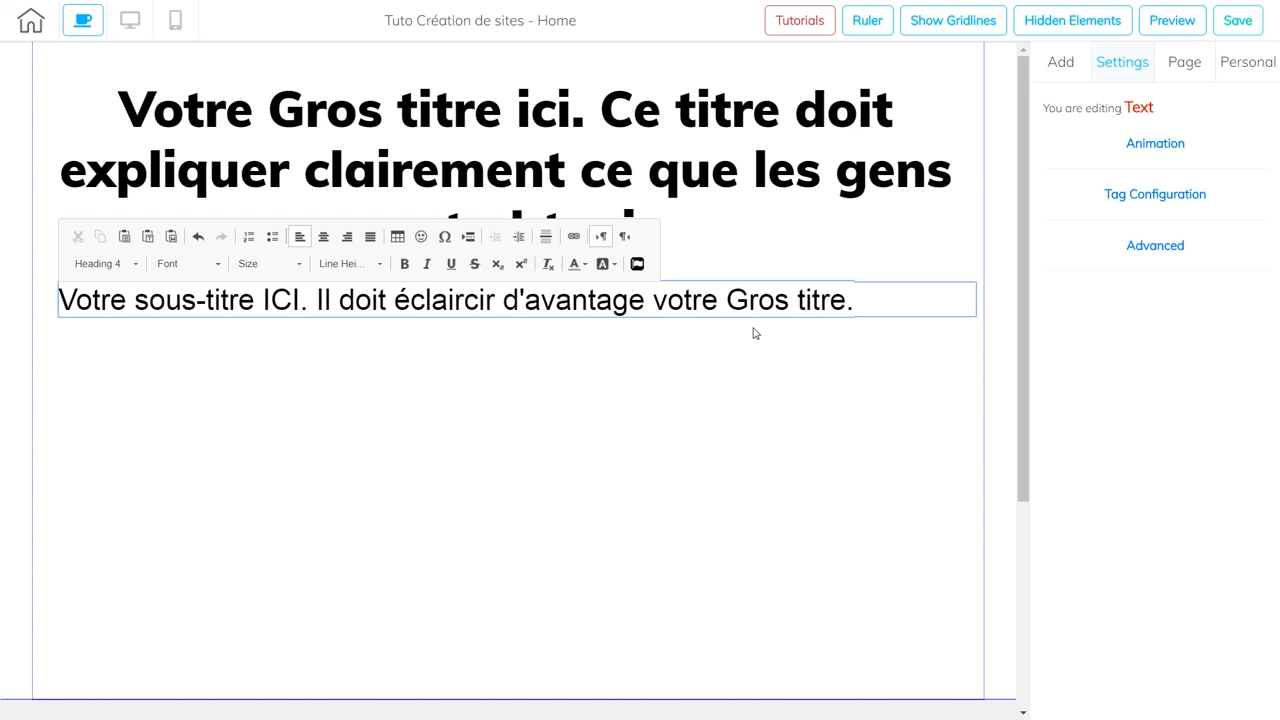 Tuto Création de sites - Home
Tutorials
Ruler
Show Gridlines
Hidden Elements
Preview
Save
Add
Settings
Page
Personal
You are editing Text
Animation
Tag Configuration
Advanced
Votre Gros titre ici. Ce titre doit
expliquer clairement ce que les gens
Heading 4
Font
Size
Line Hei...
Votre sous-titre ICI. Il doit éclaircir d'avantage votre Gros titre.